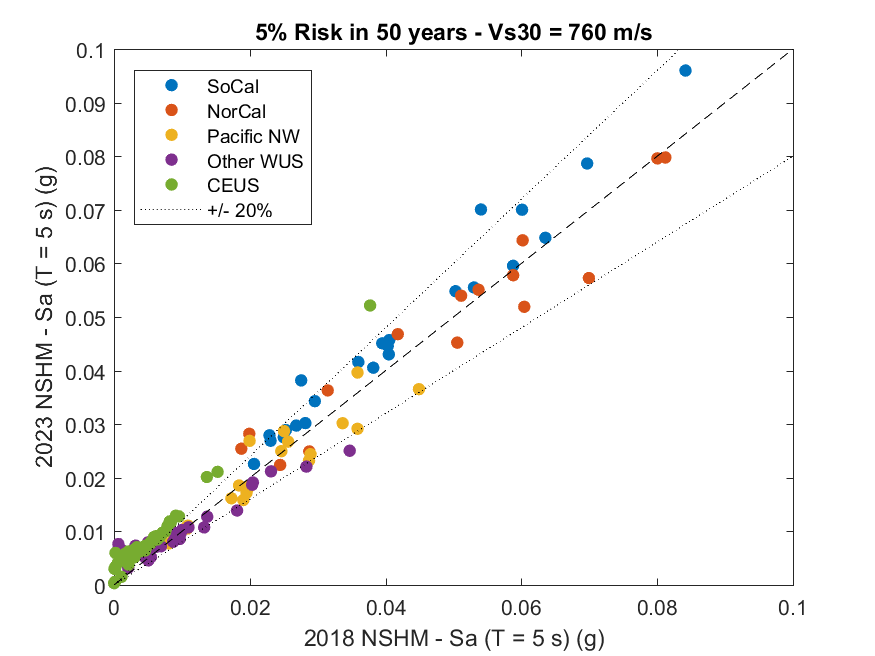 5% Risk in 50 years - Vs30 = 760 m/s
0.1
0.09
0.08
0.07
0.06
0.05
0.04
0.03
0.02
0.01
0
2023 NSHM - Sa (T = 5 s) (g)
SoCal
NorCal
Pacific NW
Other WUS
CEUS
+/- 20%
0 0.02 0.04 0.06 0.08 0.1
2018 NSHM - Sa (T = 5 s) (g)